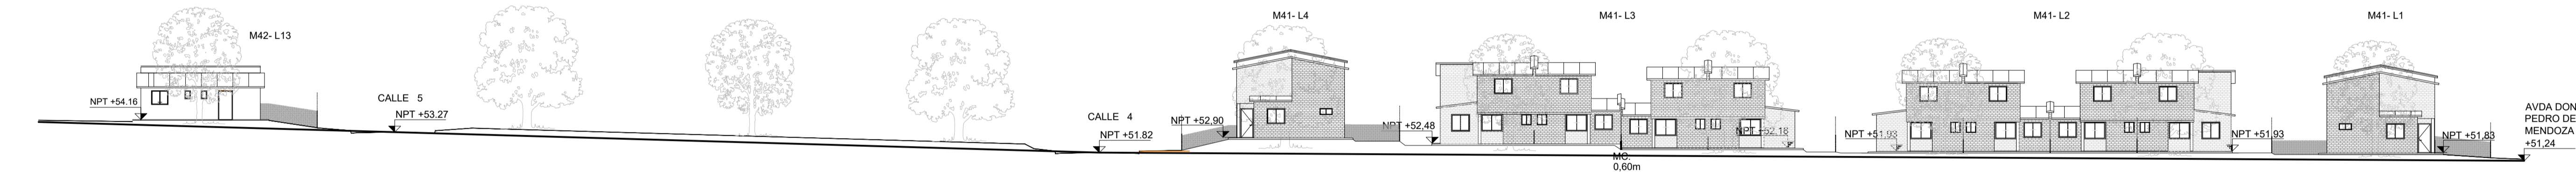 M42- L13
NPT +54.16
CALLE 5
NPT +53.27
CALLE 4
NPT +51.82
M41- L4
NPT +52,90
M41- L3
NPT +52,48
MC.
0,60m
NPT +52.18
M41- L2
NPT +51,93
NPT +51,93
M41- L1
NPT +51,83
AVDA DON
PEDRO DE
MENDOZA
+51,24